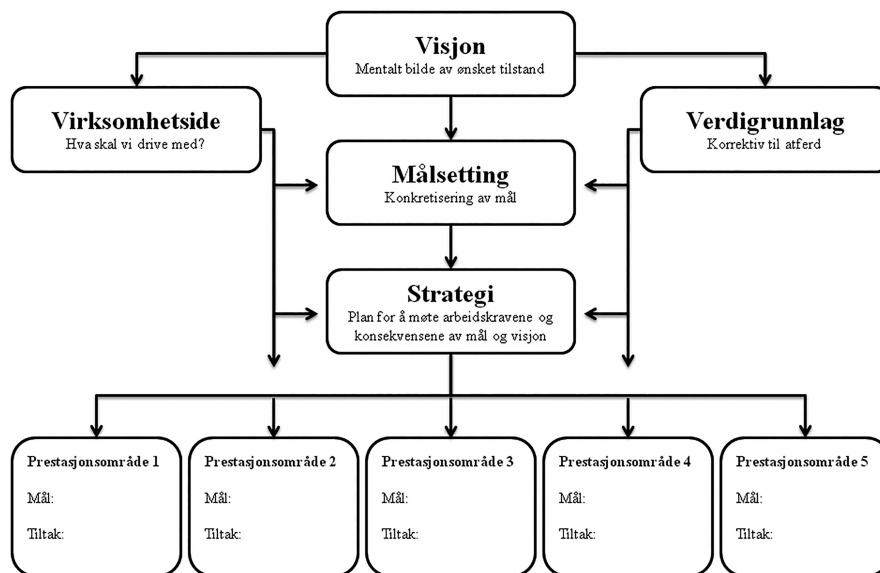 Visjon
Mentalt bilde av ønsket tilstand
Virksomhetside
Hva skal vi drive med?
Verdigrunnlag
Korrektiv til atferd
Målsetting
Konkretisering av mål
Strategi
Plan for å møte arbeidskravene og
konsekvensene av mål og visjon
Prestasjonsområde 1
Mål:
Tiltak:
Prestasjonsområde 2
Mål:
Tiltak:
Prestasjonsområde 3
Mål:
Tiltak:
Prestasjonsområde 4
Mål:
Tiltak:
Prestasjonsområde 5
Mål:
Tiltak: